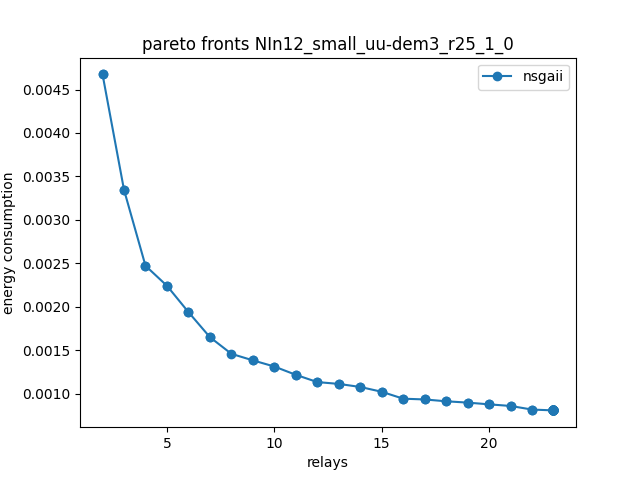 pareto fronts NIn12_small_uu-dem3_r25_1_0
nsgaii
energy consumption
0.0045
0.0040
0.0035
0.0030
0.0025
0.0020
0.0015
0.0010
5 10 15 20
relays